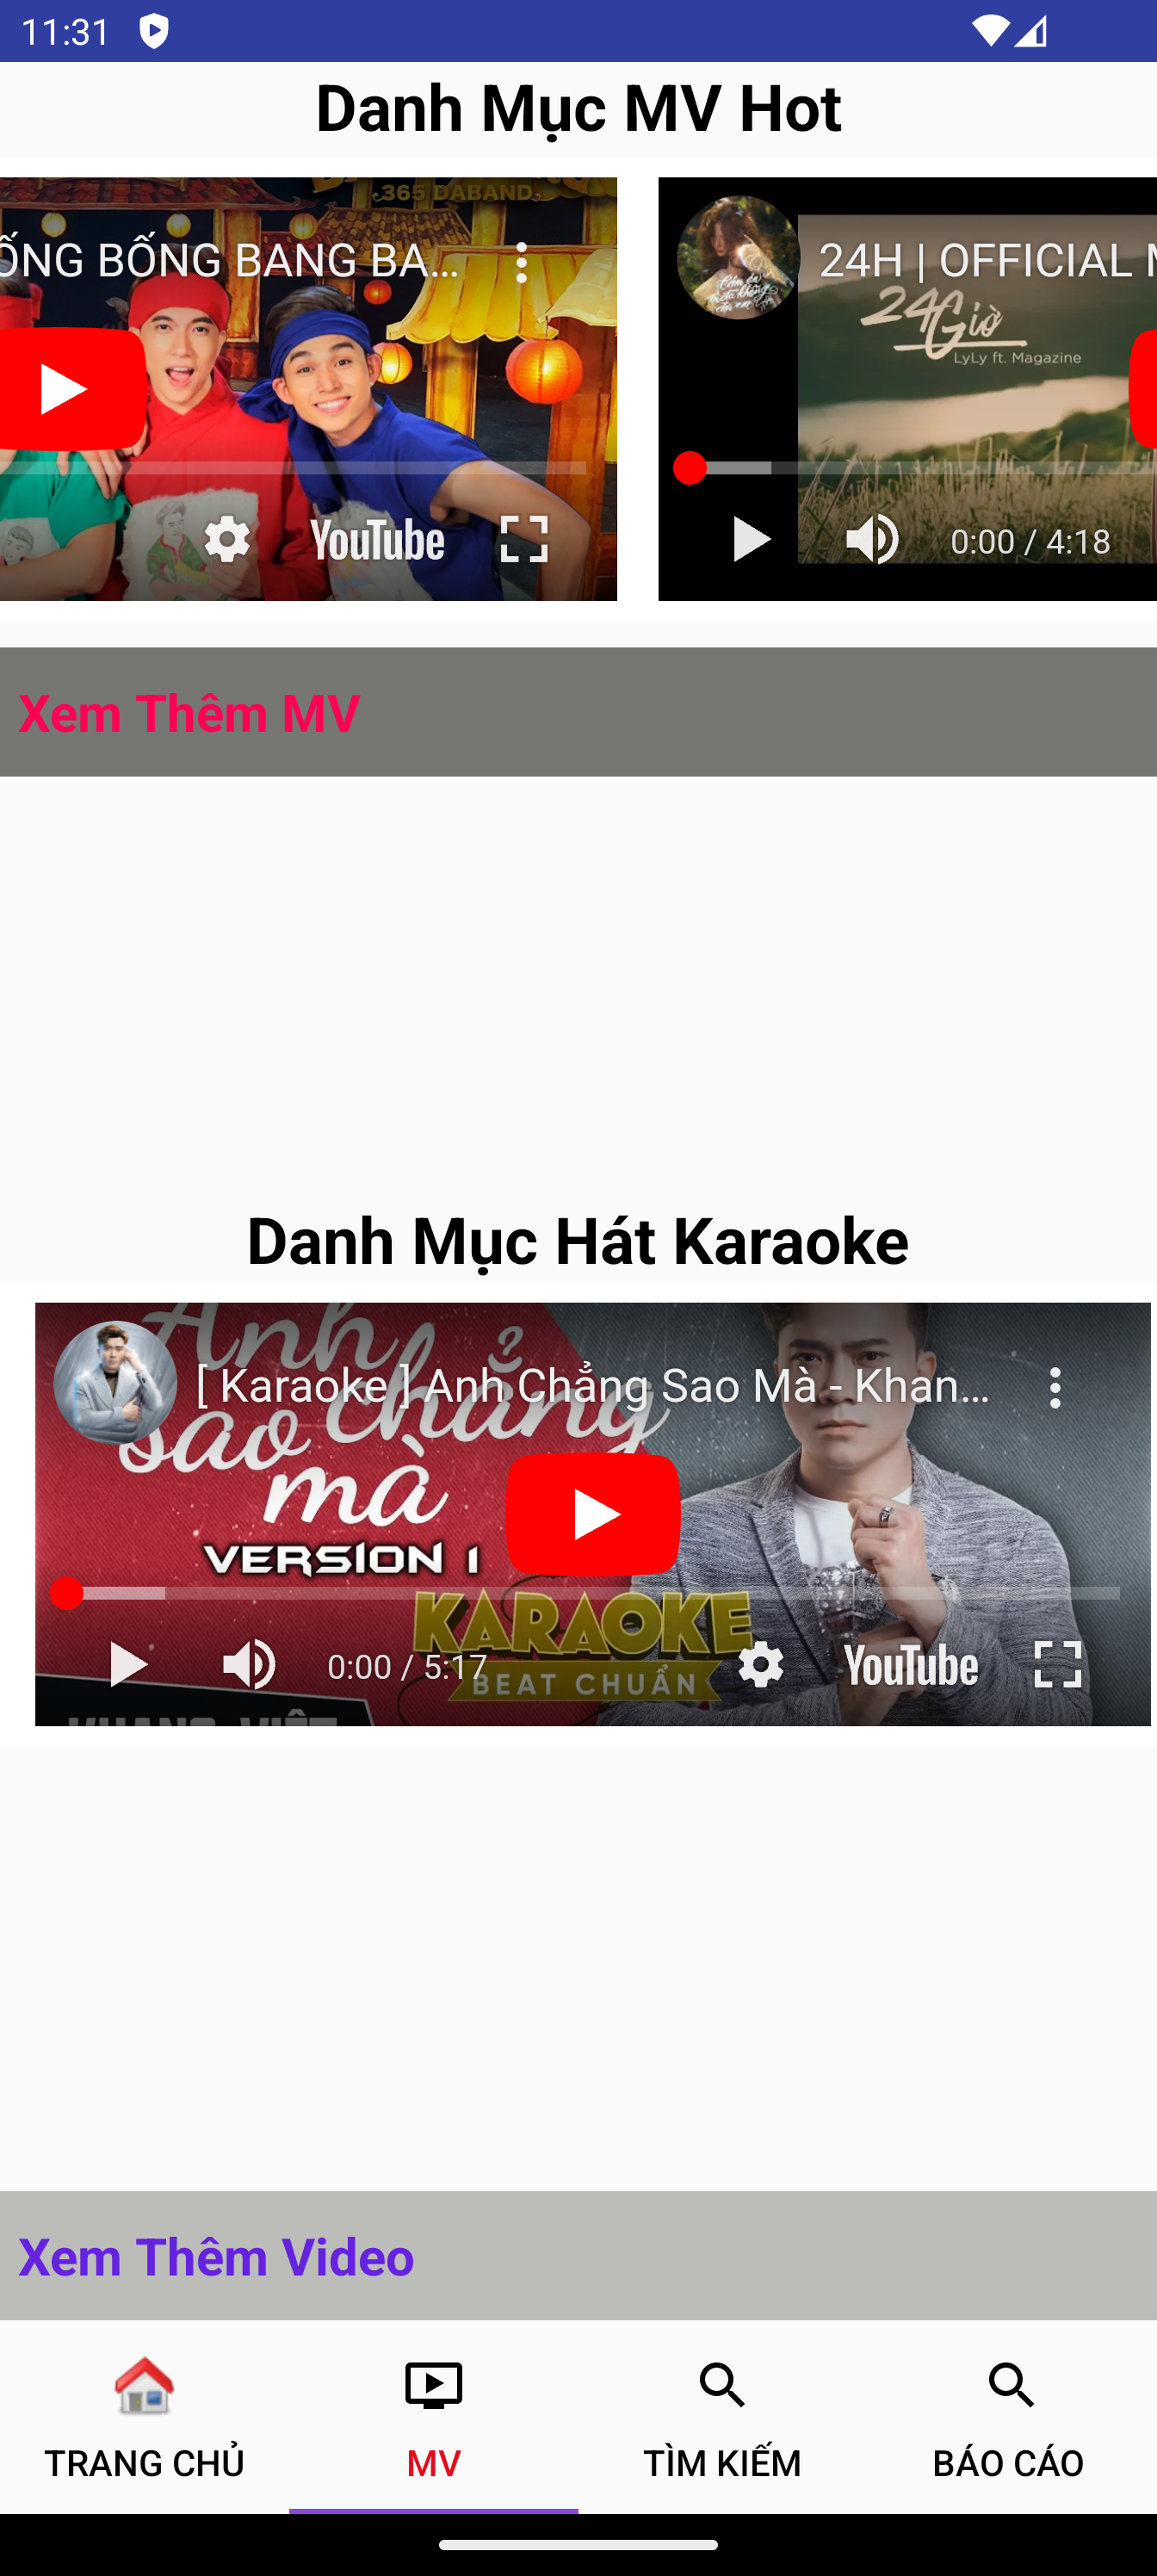 11:31
Danh Mục MV Hot
365 DABAND
ỐNG BỐNG BANG BA...
24H | OFFICIAL
24 Giờ
LyLy ft. Magazine
YouTube
0:00 / 4:18
Xem Thêm MV
Danh Mục Hát Karaoke
[ Karaoke ] Anh Chẳng Sao Mà - Khan...
Anh chẳng
sao
mà
VERSION 1
KARAOKE
BEAT CHUẨN
0:00 / 5:17
YouTube
KHANG VIỆT
Xem Thêm Video
TRANG CHỦ
MV
TÌM KIẾM
BÁO CÁO